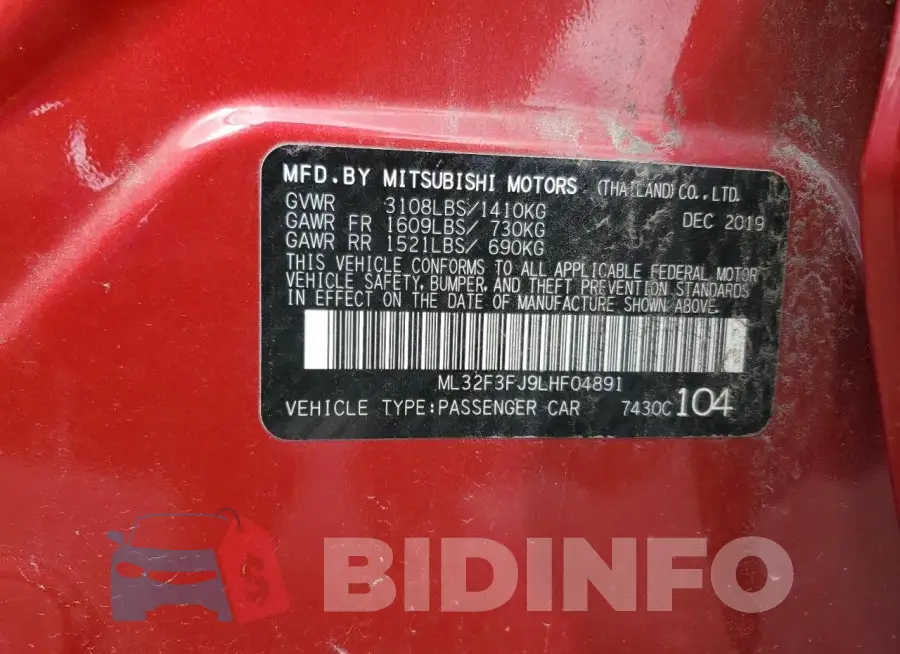 MFD.BY MITSUBISHI MOTORS (THAILAND) CO., LTD.
GVWR 3108LBS/1410KG DEC 2019
GAWR FR 1609LBS/ 730KG
GAWR RR 1521LBS/ 690KG
THIS VEHICLE CONFORMS TO ALL APPLICABLE FEDERAL MOTOR
VEHICLE SAFETY, BUMPER, AND THEFT PREVENTION STANDARDS
IN EFFECT ON THE DATE OF MANUFACTURE SHOWN ABOVE.
ML32F3FJ9LHF04891
VEHICLE TYPE:PASSENGER CAR 7430C 104
$ BIDINFO